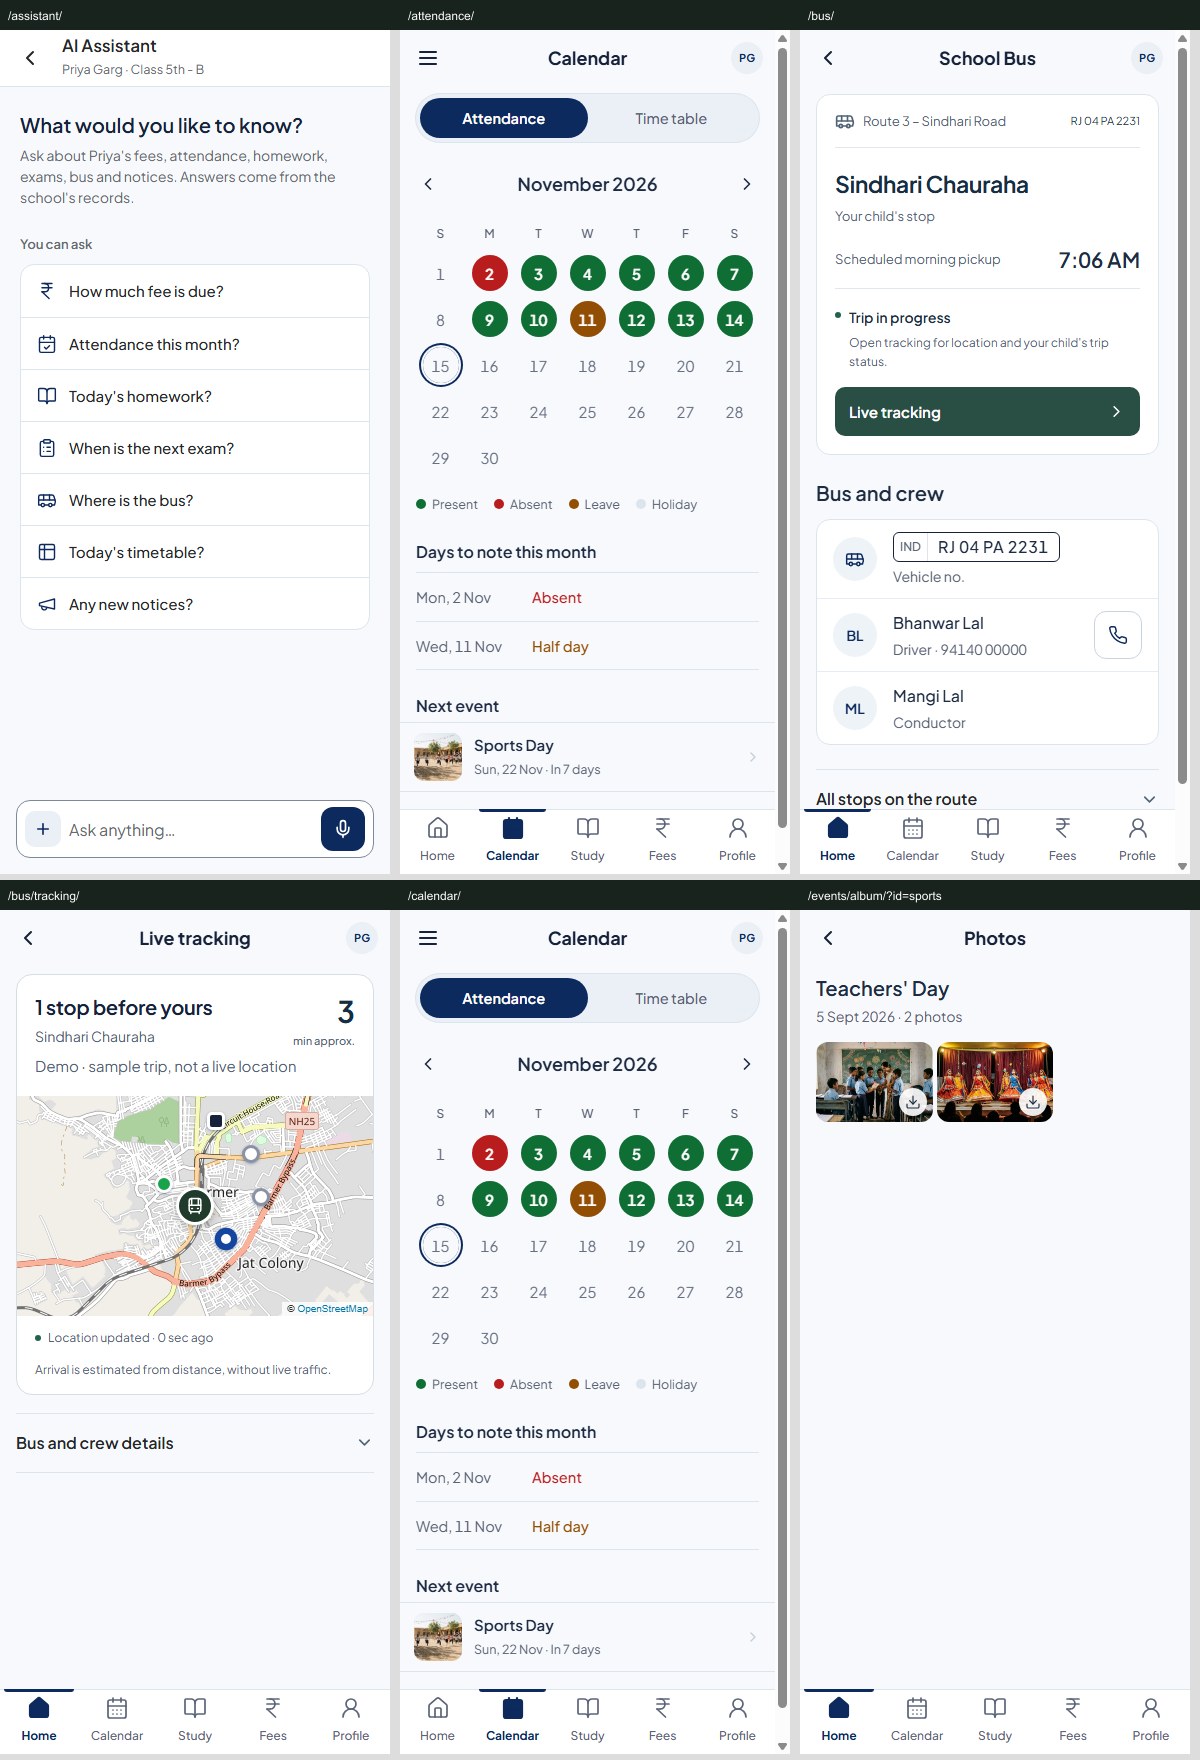 /assistant/
AI Assistant
Priya Garg · Class 5th - B
What would you like to know?
Ask about Priya's fees, attendance, homework,
exams, bus and notices. Answers come from the
school's records.
You can ask
How much fee is due?
Attendance this month?
Today's homework?
When is the next exam?
Where is the bus?
Today's timetable?
Any new notices?
Ask anything...
/attendance/
Calendar
PG
Attendance
Time table
November 2026
S M T W T F S
1 2 3 4 5 6 7
8 9 10 11 12 13 14
15 16 17 18 19 20 21
22 23 24 25 26 27 28
29 30
Present Absent Leave Holiday
Days to note this month
Mon, 2 Nov Absent
Wed, 11 Nov Half day
Next event
Sports Day
Sun, 22 Nov · In 7 days
Home Calendar Study Fees Profile
/bus/
School Bus
PG
Route 3 – Sindhari Road RJ 04 PA 2231
Sindhari Chauraha
Your child's stop
Scheduled morning pickup 7:06 AM
Trip in progress
Open tracking for location and your child's trip
status.
Live tracking
Bus and crew
IND RJ 04 PA 2231
Vehicle no.
BL
Bhanwar Lal
Driver · 94140 00000
ML
Mangi Lal
Conductor
All stops on the route
Home Calendar Study Fees Profile
/bus/tracking/
Live tracking
PG
1 stop before yours
3
Sindhari Chauraha
min approx.
Demo · sample trip, not a live location
NH25
Barmer Bypass
Jat Colony
Barmer Bypass
© OpenStreetMap
Location updated · 0 sec ago
Arrival is estimated from distance, without live traffic.
Bus and crew details
Home Calendar Study Fees Profile
/calendar/
Calendar
PG
Attendance
Time table
November 2026
S M T W T F S
1 2 3 4 5 6 7
8 9 10 11 12 13 14
15 16 17 18 19 20 21
22 23 24 25 26 27 28
29 30
Present Absent Leave Holiday
Days to note this month
Mon, 2 Nov Absent
Wed, 11 Nov Half day
Next event
Sports Day
Sun, 22 Nov · In 7 days
Home Calendar Study Fees Profile
/events/album/?id=sports
Photos
Teachers' Day
5 Sept 2026 · 2 photos
Home Calendar Study Fees Profile